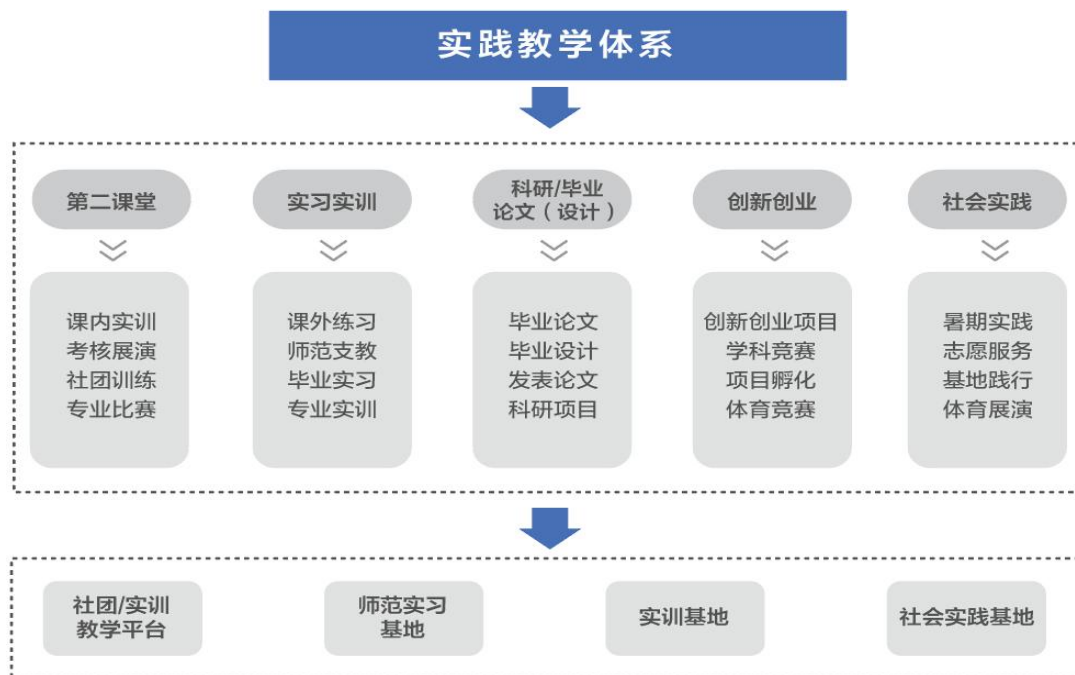 实践教学体系
第二课堂
课内实训
考核展演
社团训练
专业比赛
实习实训
课外练习
师范支教
毕业实习
专业实训
科研/毕业
论文（设计）
毕业论文
毕业设计
发表论文
科研项目
创新创业
创新创业项目
学科竞赛
项目孵化
体育竞赛
社会实践
暑期实践
志愿服务
基地践行
体育展演
社团/实训
教学平台
师范实习
基地
实训基地
社会实践基地